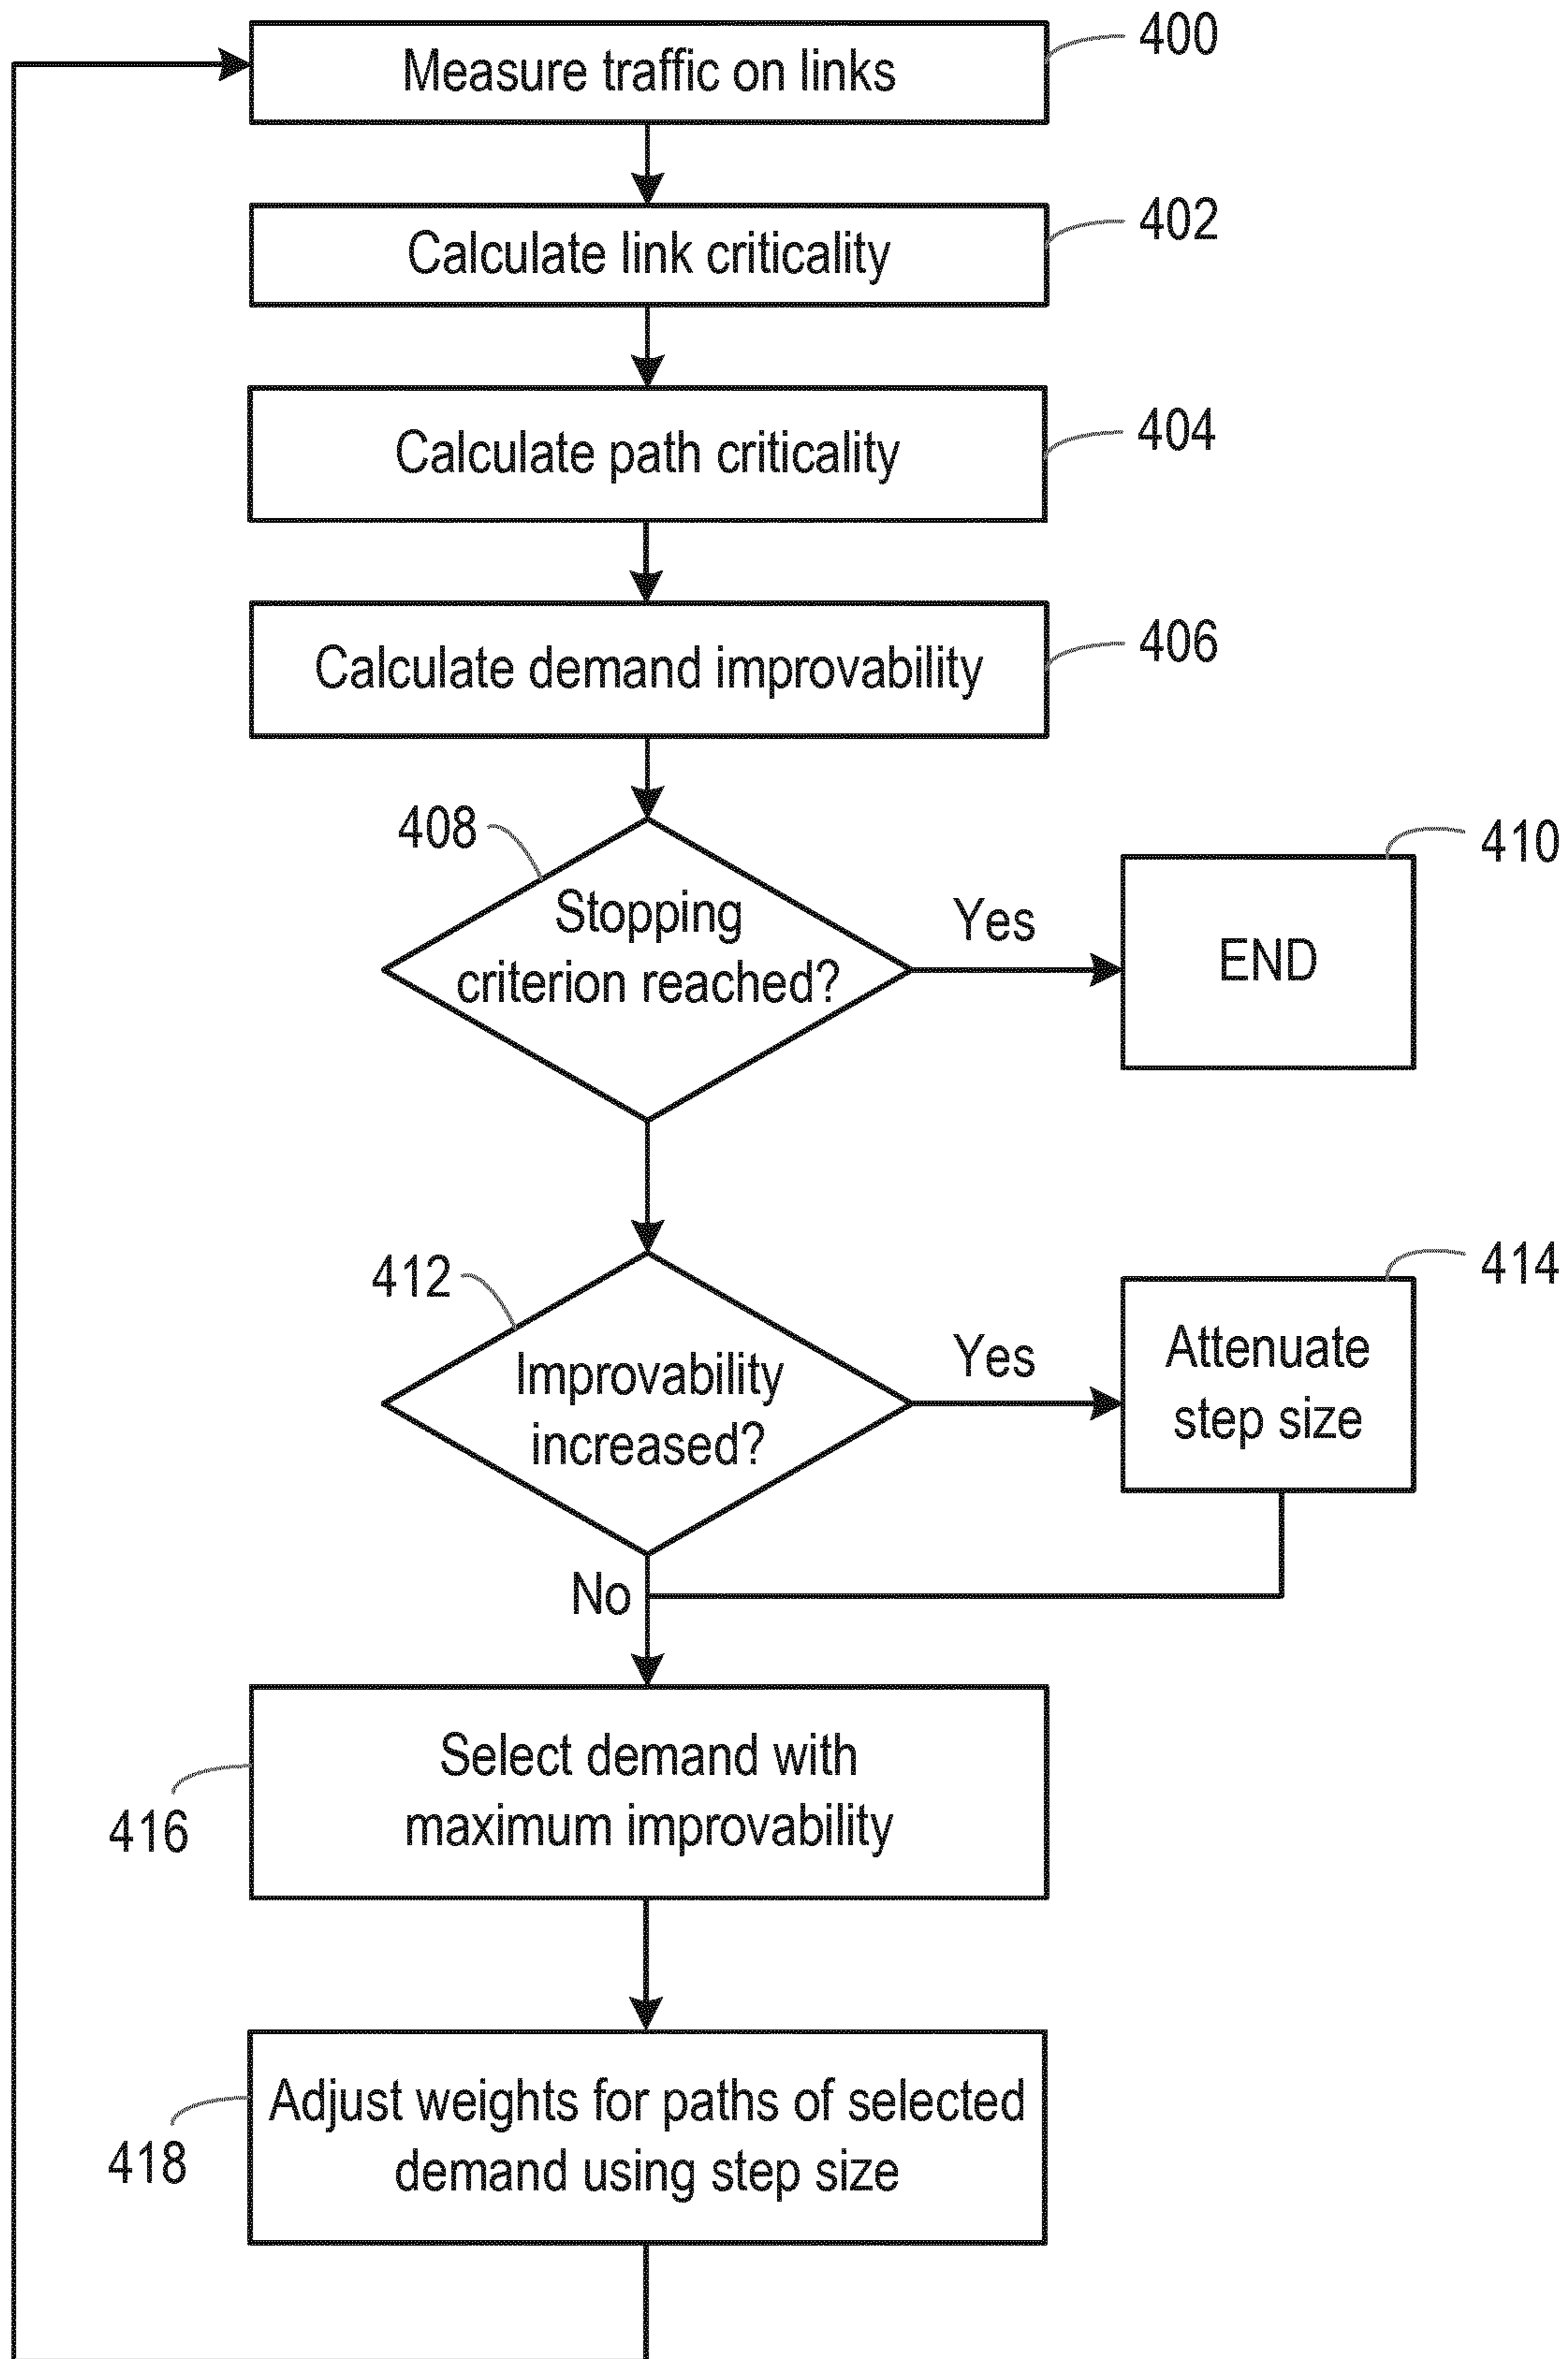 Measure traffic on links
400
Calculate link criticality
402
Calculate path criticality
404
Calculate demand improvability
406
408
Stopping
criterion reached?
Yes
END
410
412
Improvability
increased?
Yes
Attenuate
step size
414
No
Select demand with
maximum improvability
416
Adjust weights for paths of selected
demand using step size
418